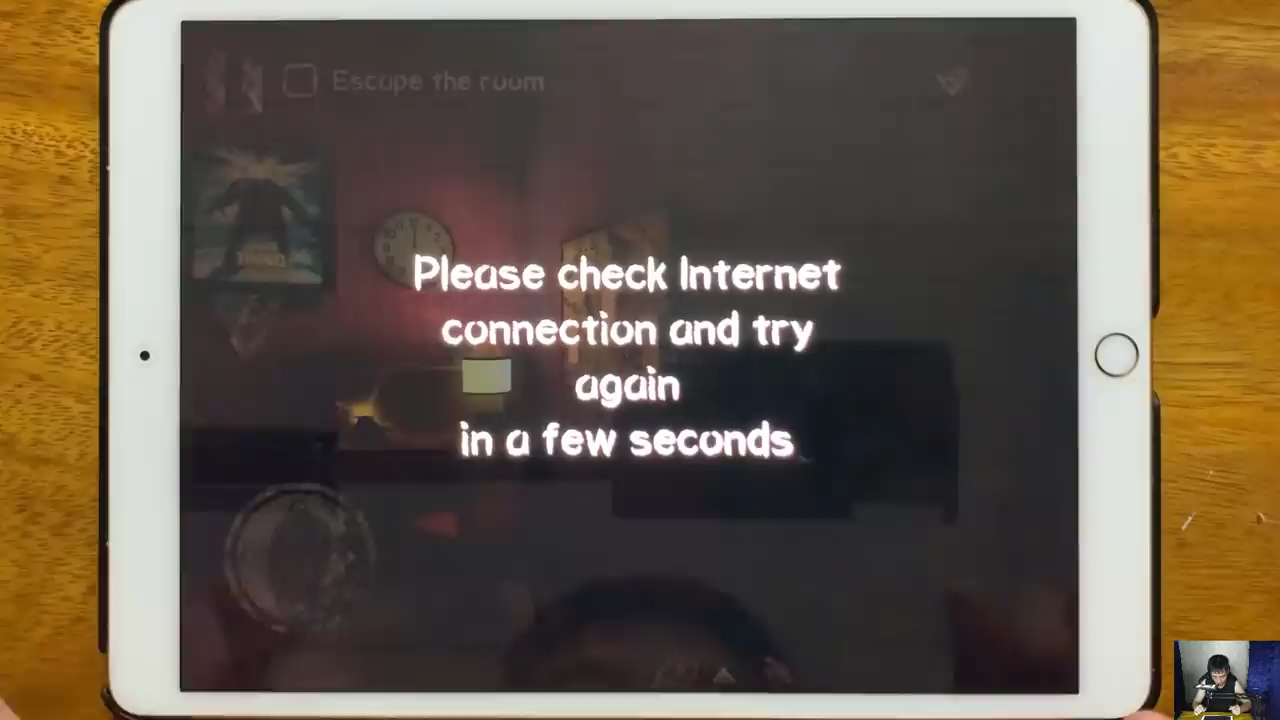 Escape the room
Please check Internet
connection and try
again
in a few seconds